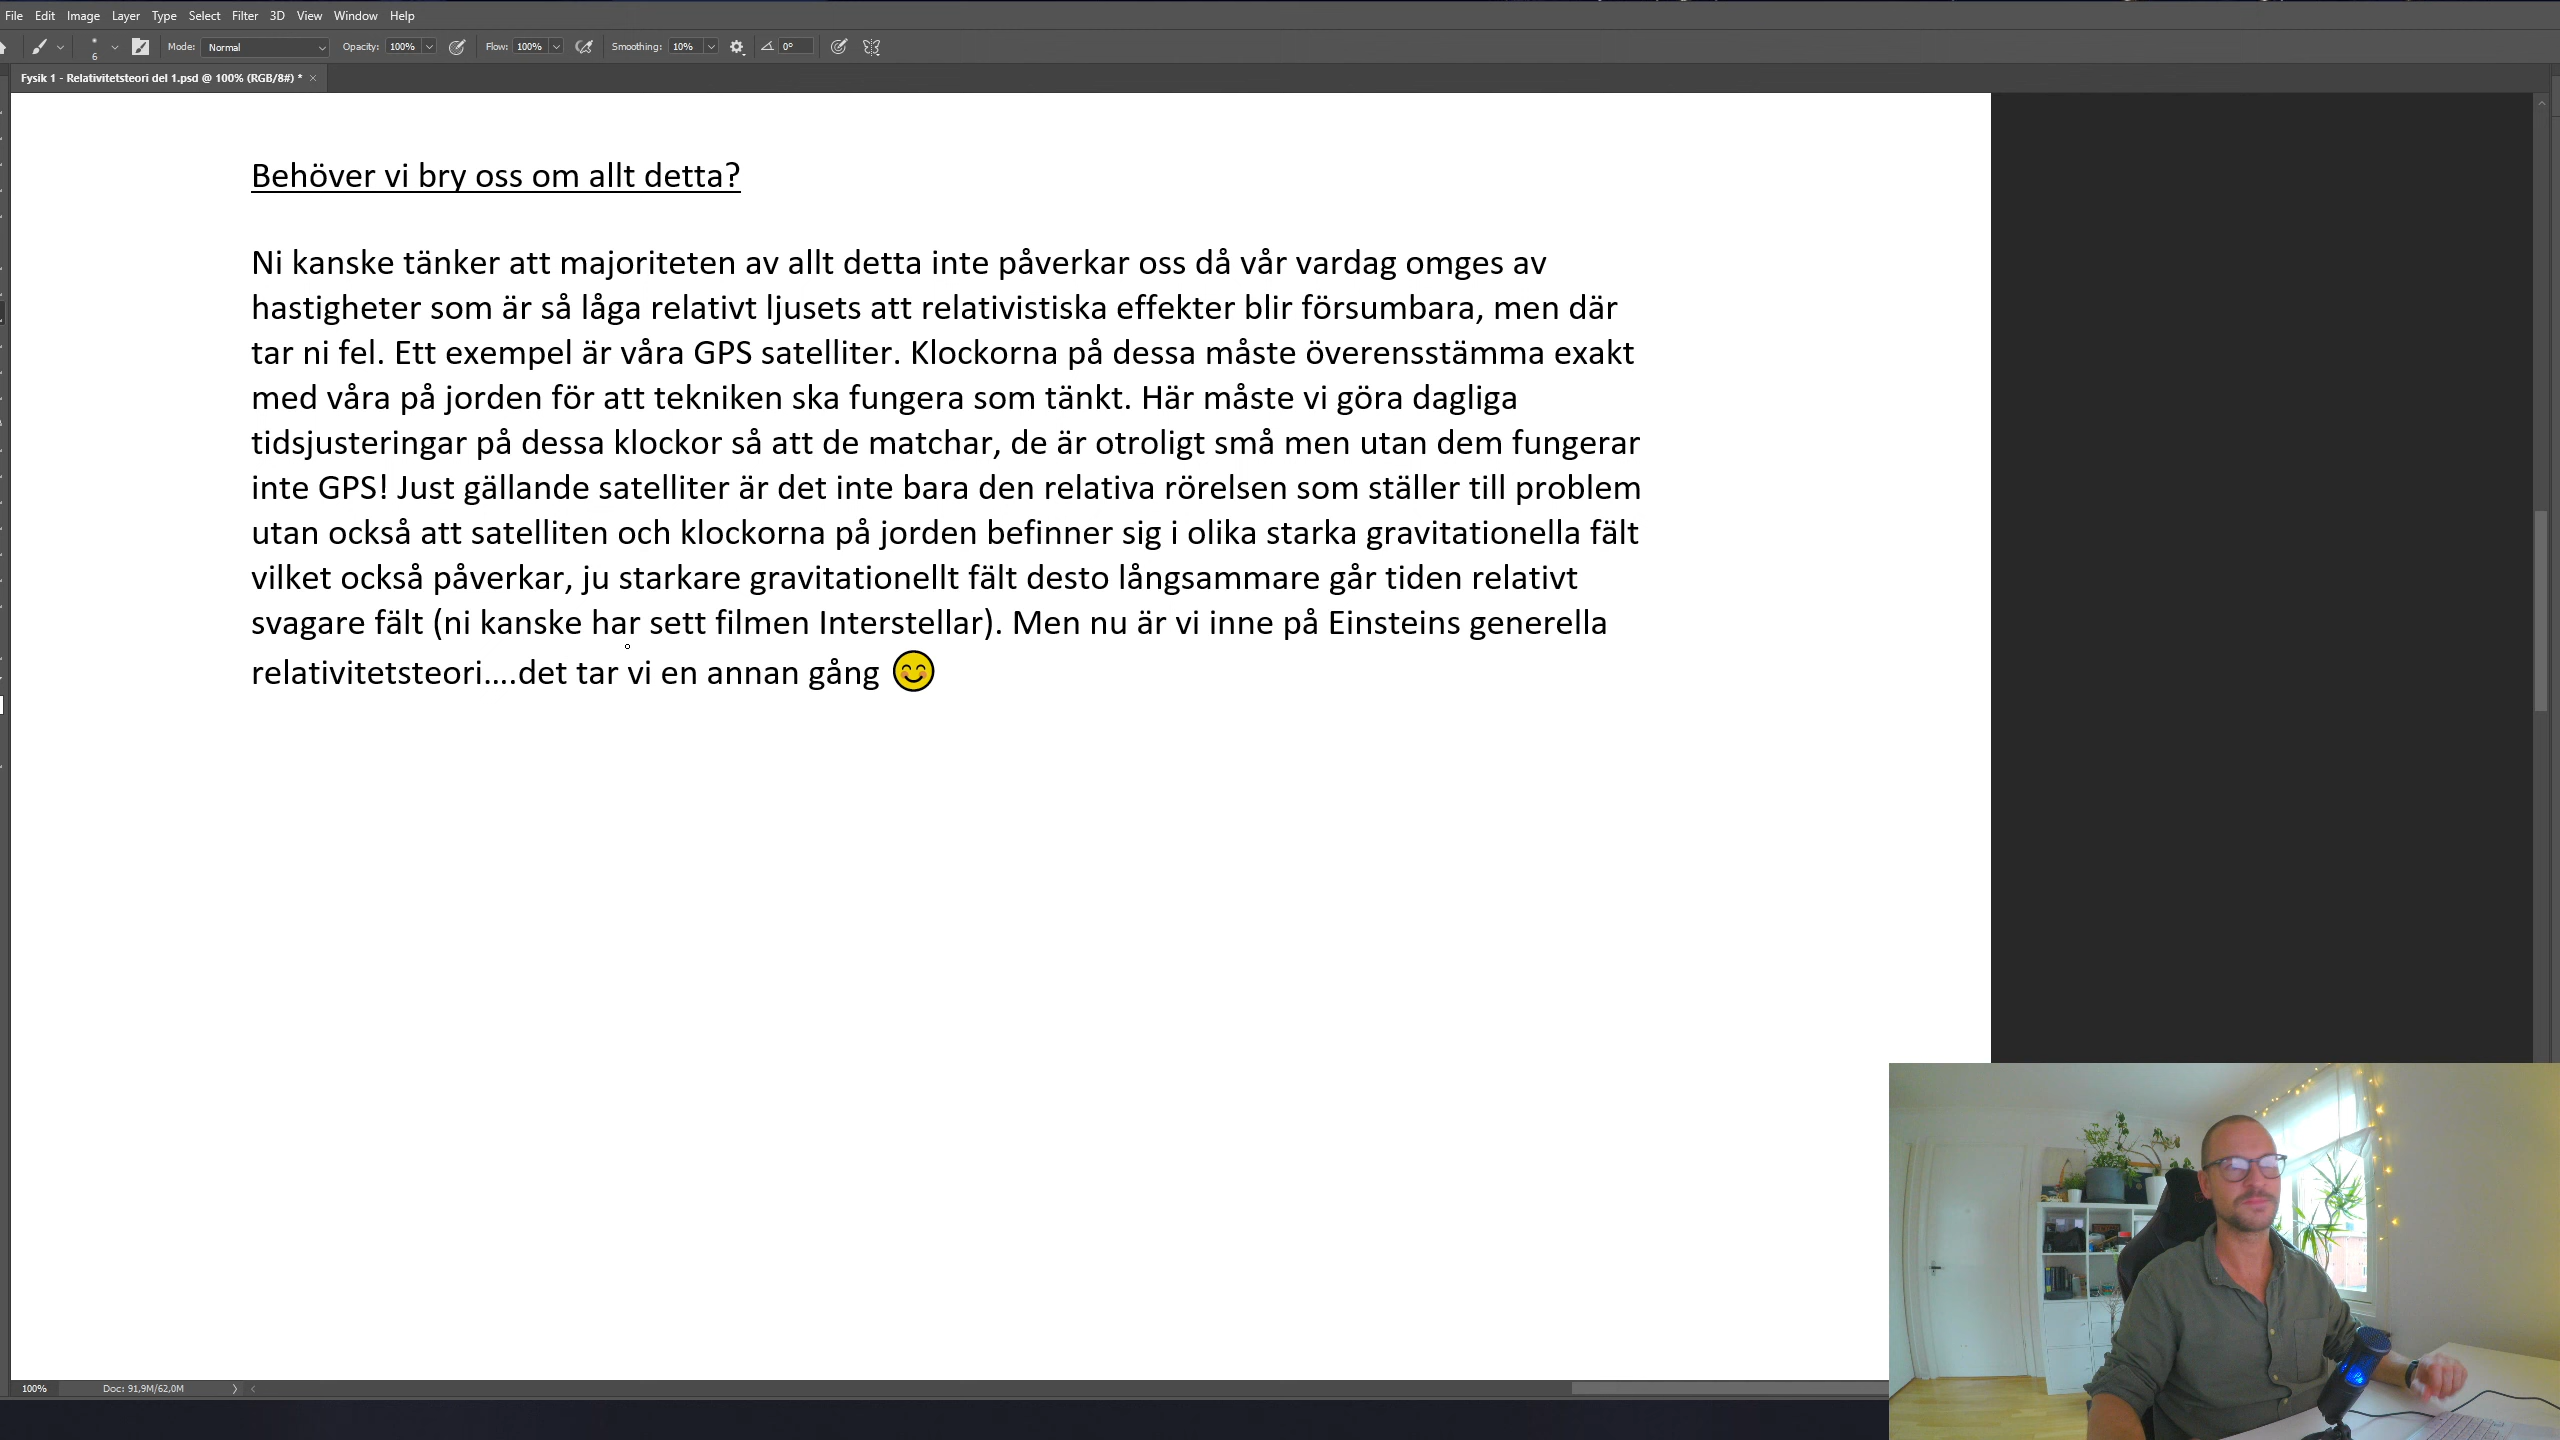 File Edit Image Layer Type Select Filter 3D View Window Help
6 Mode: Normal Opacity: 100% Flow: 100% Smoothing: 10% 0°
Fysik 1 - Relativitetsteori del 1.psd @ 100% (RGB/8#) *
Behöver vi bry oss om allt detta?
Ni kanske tänker att majoriteten av allt detta inte påverkar oss då vår vardag omges av
hastigheter som är så låga relativt ljusets att relativistiska effekter blir försumbara, men där
tar ni fel. Ett exempel är våra GPS satelliter. Klockorna på dessa måste överensstämma exakt
med våra på jorden för att tekniken ska fungera som tänkt. Här måste vi göra dagliga
tidsjusteringar på dessa klockor så att de matchar, de är otroligt små men utan dem fungerar
inte GPS! Just gällande satelliter är det inte bara den relativa rörelsen som ställer till problem
utan också att satelliten och klockorna på jorden befinner sig i olika starka gravitationella fält
vilket också påverkar, ju starkare gravitationellt fält desto långsammare går tiden relativt
svagare fält (ni kanske har sett filmen Interstellar). Men nu är vi inne på Einsteins generella
relativitetsteori....det tar vi en annan gång 😊
100% Doc: 91,9M/62,0M